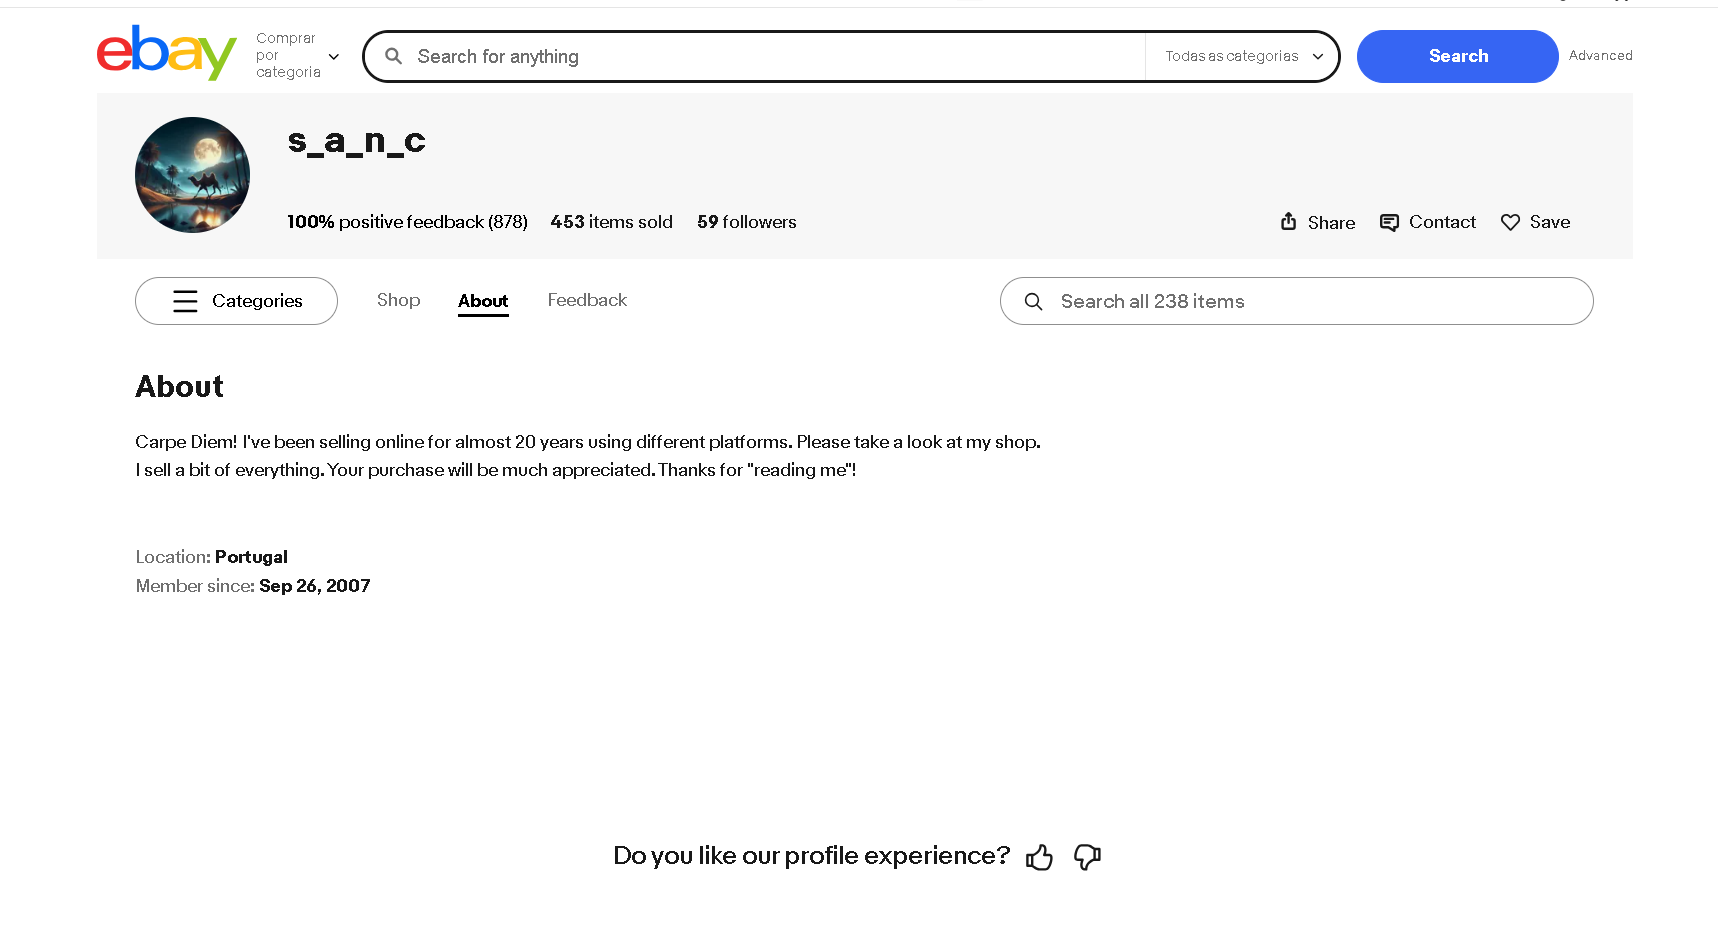 ebay
Comprar
por
categoria
Search for anything
Todas as categorias
Search
Advanced
s_a_n_c
100% positive feedback (878) 453 items sold 59 followers
Share
Contact
Save
Categories
Shop
About
Feedback
Search all 238 items
About
Carpe Diem! I've been selling online for almost 20 years using different platforms. Please take a look at my shop.
I sell a bit of everything. Your purchase will be much appreciated. Thanks for "reading me"!
Location: Portugal
Member since: Sep 26, 2007
Do you like our profile experience?